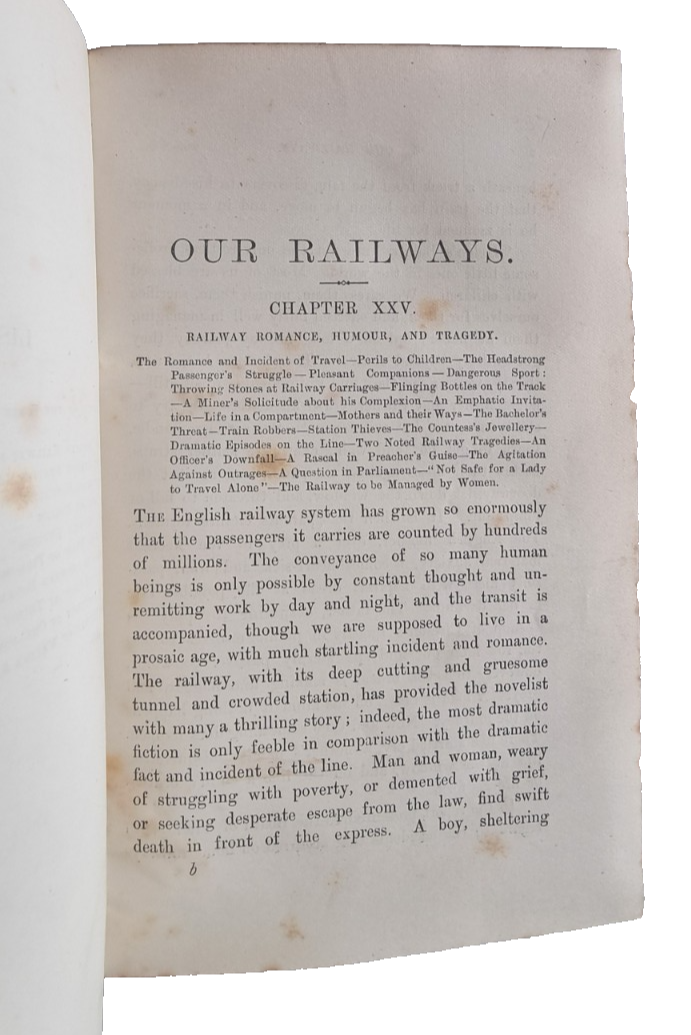 OUR RAILWAYS.
CHAPTER XXV.
RAILWAY ROMANCE, HUMOUR, AND TRAGEDY.
The Romance and Incident of Travel—Perils to Children—The Headstrong
Passenger's Struggle—Pleasant Companions—Dangerous Sport:
Throwing Stones at Railway Carriages—Flinging Bottles on the Track
—A Miner's Solicitude about his Complexion—An Emphatic Invita-
tion—Life in a Compartment—Mothers and their Ways—The Bachelor's
Threat—Train Robbers—Station Thieves—The Countess's Jewellery—
Dramatic Episodes on the Line—Two Noted Railway Tragedies—An
Officer's Downfall—A Rascal in Preacher's Guise—The Agitation
Against Outrages—A Question in Parliament—"Not Safe for a Lady
to Travel Alone"—The Railway to be Managed by Women.
THE English railway system has grown so enormously
that the passengers it carries are counted by hundreds
of millions. The conveyance of so many human
beings is only possible by constant thought and un-
remitting work by day and night, and the transit is
accompanied, though we are supposed to live in a
prosaic age, with much startling incident and romance.
The railway, with its deep cutting and gruesome
tunnel and crowded station, has provided the novelist
with many a thrilling story; indeed, the most dramatic
fiction is only feeble in comparison with the dramatic
fact and incident of the line. Man and woman, weary
of struggling with poverty, or demented with grief,
or seeking desperate escape from the law, find swift
death in front of the express. A boy, sheltering
b